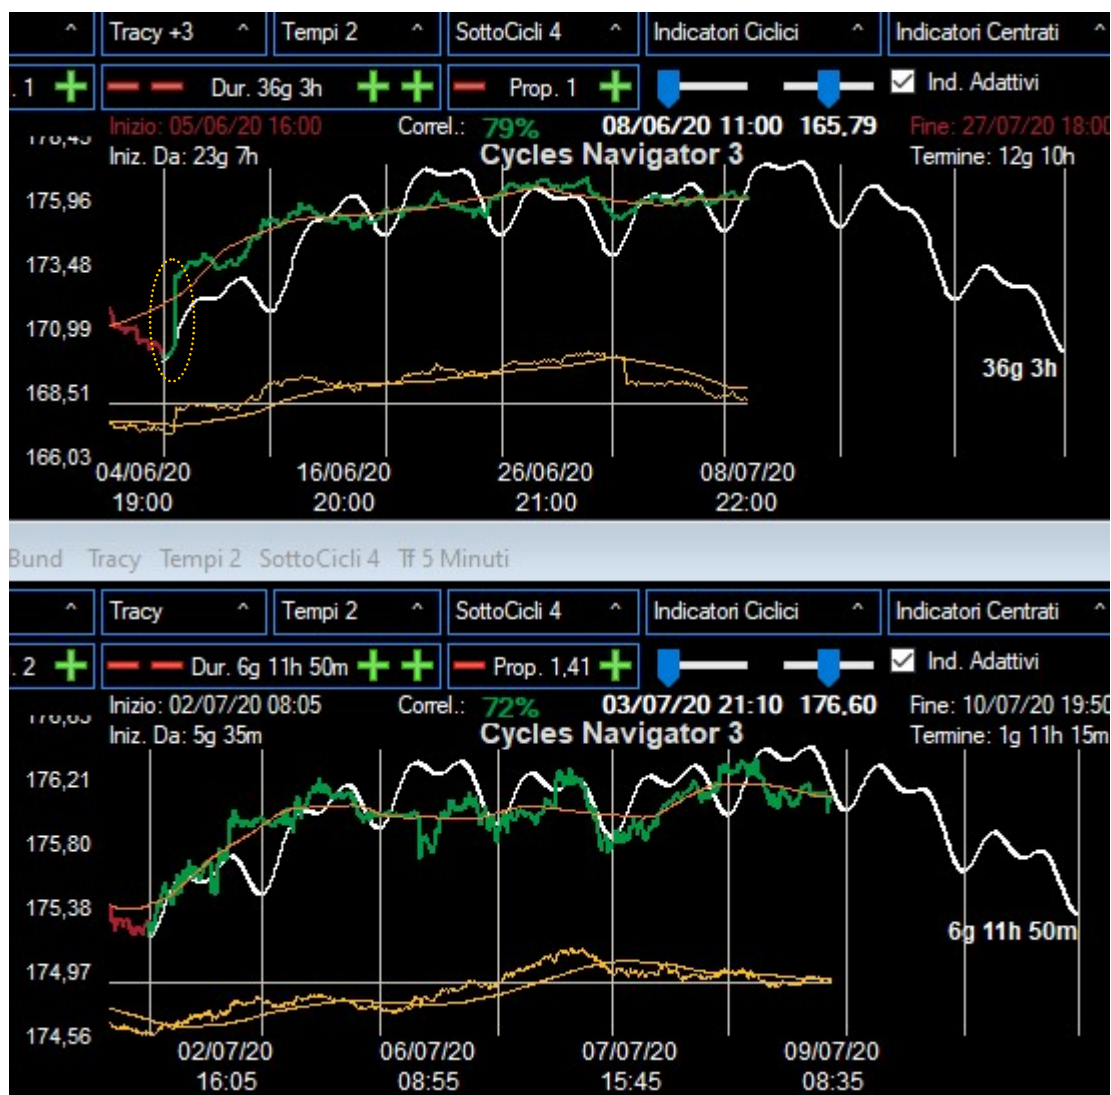 ^ Tracy +3 ^ Tempi 2 ^ SottoCicli 4 ^ Indicatori Ciclici ^ Indicatori Centrati ^
. 1 Dur. 36g 3h Prop. 1 Ind. Adattivi
Inizio: 05/06/20 16:00 Correl.: 79% 08/06/20 11:00 165,79 Fine: 27/07/20 18:00
Iniz. Da: 23g 7h Cycles Navigator 3 Termine: 12g 10h
175,96
173,48
170,99
36g 3h
168,51
166,03
04/06/20 16/06/20 26/06/20 08/07/20
19:00 20:00 21:00 22:00
Bund Tracy Tempi 2 SottoCicli 4 Tf 5 Minuti
^ Tracy ^ Tempi 2 ^ SottoCicli 4 ^ Indicatori Ciclici ^ Indicatori Centrati ^
. 2 Dur. 6g 11h 50m Prop. 1,41 Ind. Adattivi
Inizio: 02/07/20 08:05 Correl.: 72% 03/07/20 21:10 176,60 Fine: 10/07/20 19:50
Iniz. Da: 5g 35m Cycles Navigator 3 Termine: 1g 11h 15m
176,21
175,80
175,38
6g 11h 50m
174,97
174,56
02/07/20 06/07/20 07/07/20 09/07/20
16:05 08:55 15:45 08:35